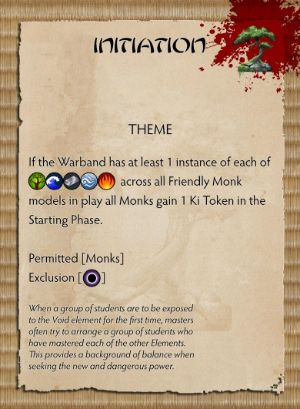 INITIATION
THEME
If the Warband has at least 1 instance of each of
across all Friendly Monk
models in play all Monks gain 1 Ki Token in the
Starting Phase.
Permitted [Monks]
Exclusion [ ]
When a group of students are to be exposed
to the Void element for the first time, masters
often try to arrange a group of students who
have mastered each of the other Elements.
This provides a background of balance when
seeking the new and dangerous power.